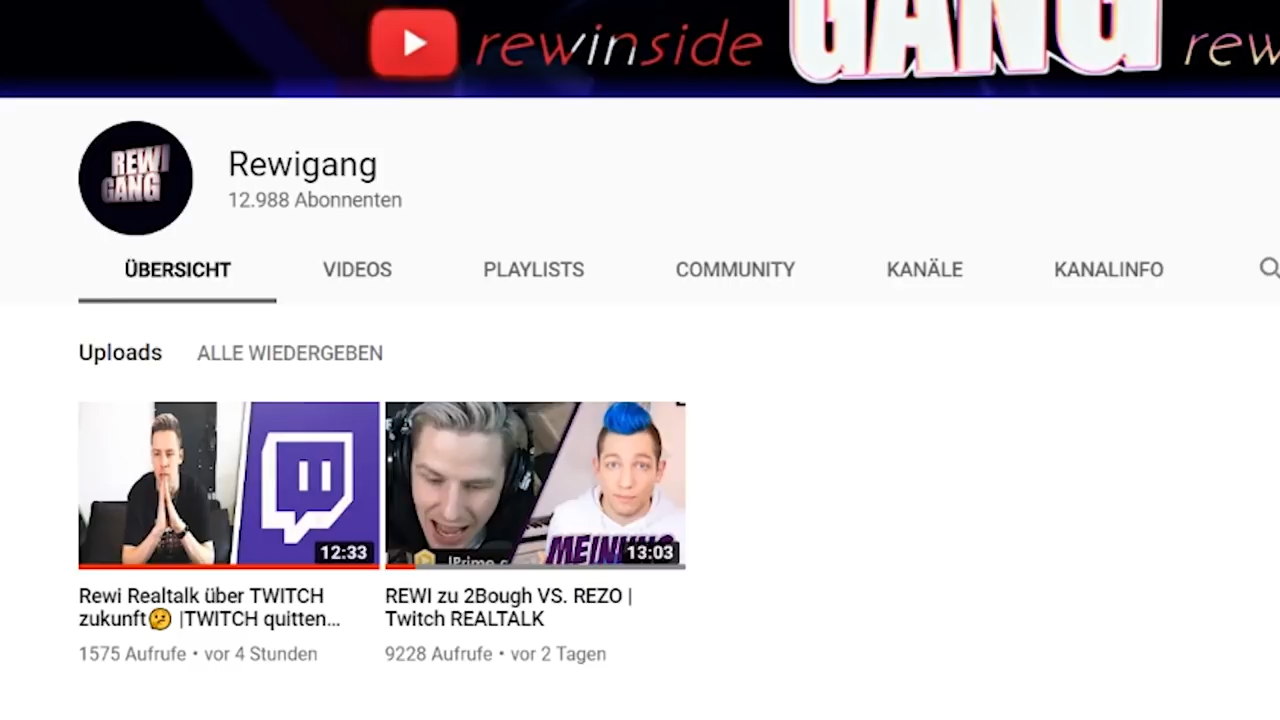 rewinside GANG rew
REWI
GANG
Rewigang
12.988 Abonnenten
ÜBERSICHT VIDEOS PLAYLISTS COMMUNITY KANÄLE KANALINFO
Uploads ALLE WIEDERGEBEN
12:33
!Prime
13:03
Rewi Realtalk über TWITCH
zukunft🤔 |TWITCH quitten...
1575 Aufrufe • vor 4 Stunden
REWI zu 2Bough VS. REZO |
Twitch REALTALK
9228 Aufrufe • vor 2 Tagen